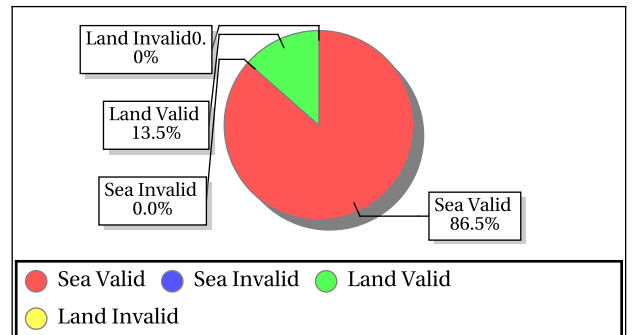 Land Invalid0.
0%
Land Valid
13.5%
Sea Invalid
0.0%
Sea Valid
86.5%
Sea Valid Sea Invalid Land Valid
Land Invalid